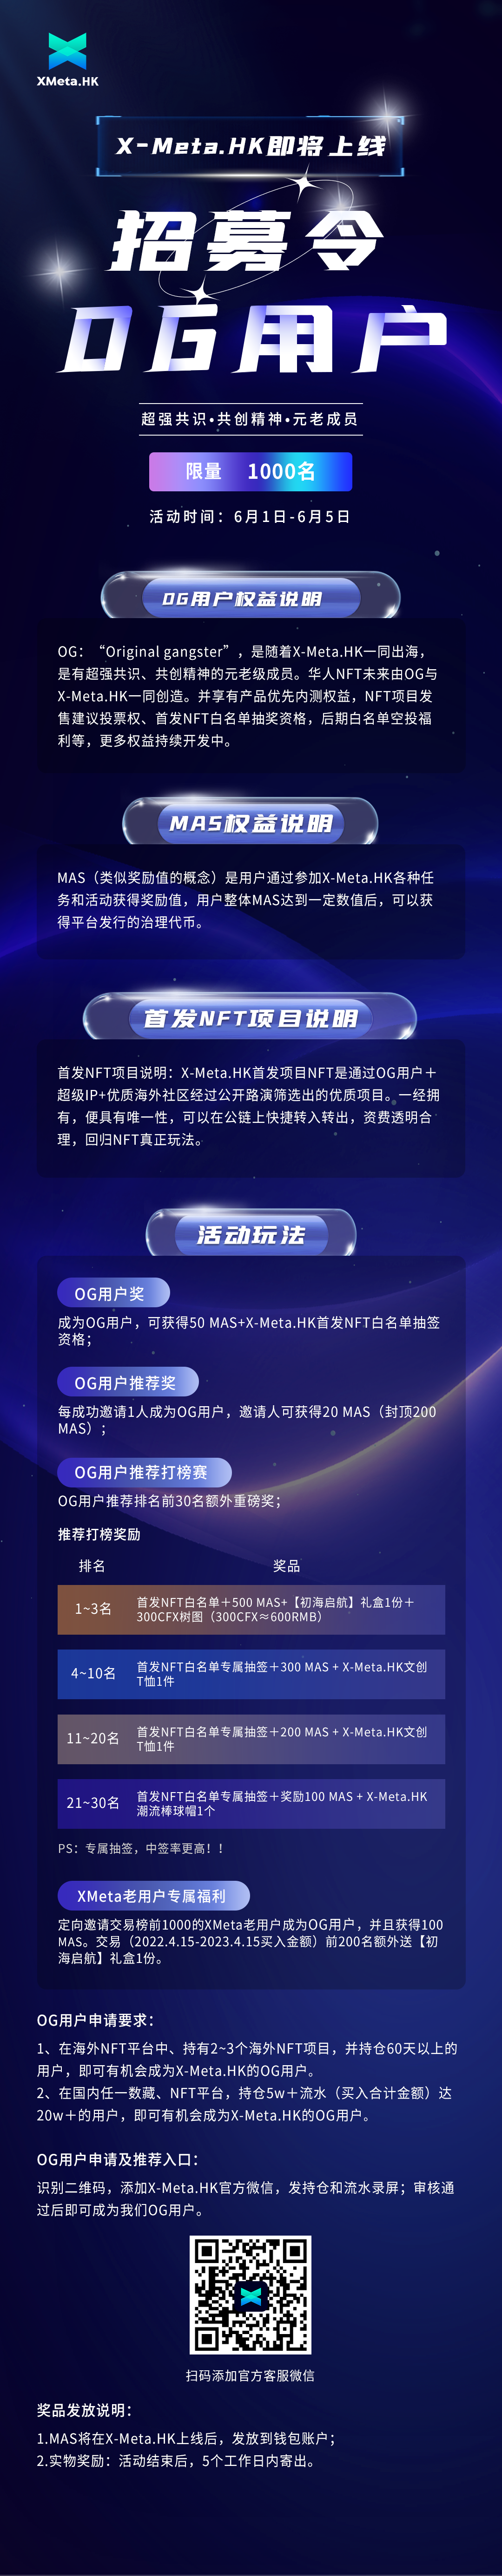 XMeta.HK
X-Meta.HK即将上线
招募令
OG用户
超强共识•共创精神•元老成员
限量 1000名
活动时间：6月1日-6月5日
OG用户权益说明
OG：“Original gangster”，是随着X-Meta.HK一同出海，
是有超强共识、共创精神的元老级成员。华人NFT未来由OG与
X-Meta.HK一同创造。并享有产品优先内测权益，NFT项目发
售建议投票权、首发NFT白名单抽奖资格，后期白名单空投福
利等，更多权益持续开发中。
MAS权益说明
MAS（类似奖励值的概念）是用户通过参加X-Meta.HK各种任
务和活动获得奖励值，用户整体MAS达到一定数值后，可以获
得平台发行的治理代币。
首发NFT项目说明
首发NFT项目说明：X-Meta.HK首发项目NFT是通过OG用户＋
超级IP+优质海外社区经过公开路演筛选出的优质项目。一经拥
有，便具有唯一性，可以在公链上快捷转入转出，资费透明合
理，回归NFT真正玩法。
活动玩法
OG用户奖
成为OG用户，可获得50 MAS+X-Meta.HK首发NFT白名单抽签
资格；
OG用户推荐奖
每成功邀请1人成为OG用户，邀请人可获得20 MAS（封顶200
MAS）；
OG用户推荐打榜赛
OG用户推荐排名前30名额外重磅奖；
推荐打榜奖励
排名 奖品
1~3名 首发NFT白名单＋500 MAS+【初海启航】礼盒1份＋
300CFX树图（300CFX≈600RMB）
4~10名 首发NFT白名单专属抽签＋300 MAS + X-Meta.HK文创
T恤1件
11~20名 首发NFT白名单专属抽签＋200 MAS + X-Meta.HK文创
T恤1件
21~30名 首发NFT白名单专属抽签＋奖励100 MAS + X-Meta.HK
潮流棒球帽1个
PS：专属抽签，中签率更高！！
XMeta老用户专属福利
定向邀请交易榜前1000的XMeta老用户成为OG用户，并且获得100
MAS。交易（2022.4.15-2023.4.15买入金额）前200名额外送【初
海启航】礼盒1份。
OG用户申请要求：
1、在海外NFT平台中、持有2~3个海外NFT项目，并持仓60天以上的
用户，即可有机会成为X-Meta.HK的OG用户。
2、在国内任一数藏、NFT平台，持仓5w＋流水（买入合计金额）达
20w＋的用户，即可有机会成为X-Meta.HK的OG用户。
OG用户申请及推荐入口：
识别二维码，添加X-Meta.HK官方微信，发持仓和流水录屏；审核通
过后即可成为我们OG用户。
扫码添加官方客服微信
奖品发放说明：
1.MAS将在X-Meta.HK上线后，发放到钱包账户；
2.实物奖励：活动结束后，5个工作日内寄出。